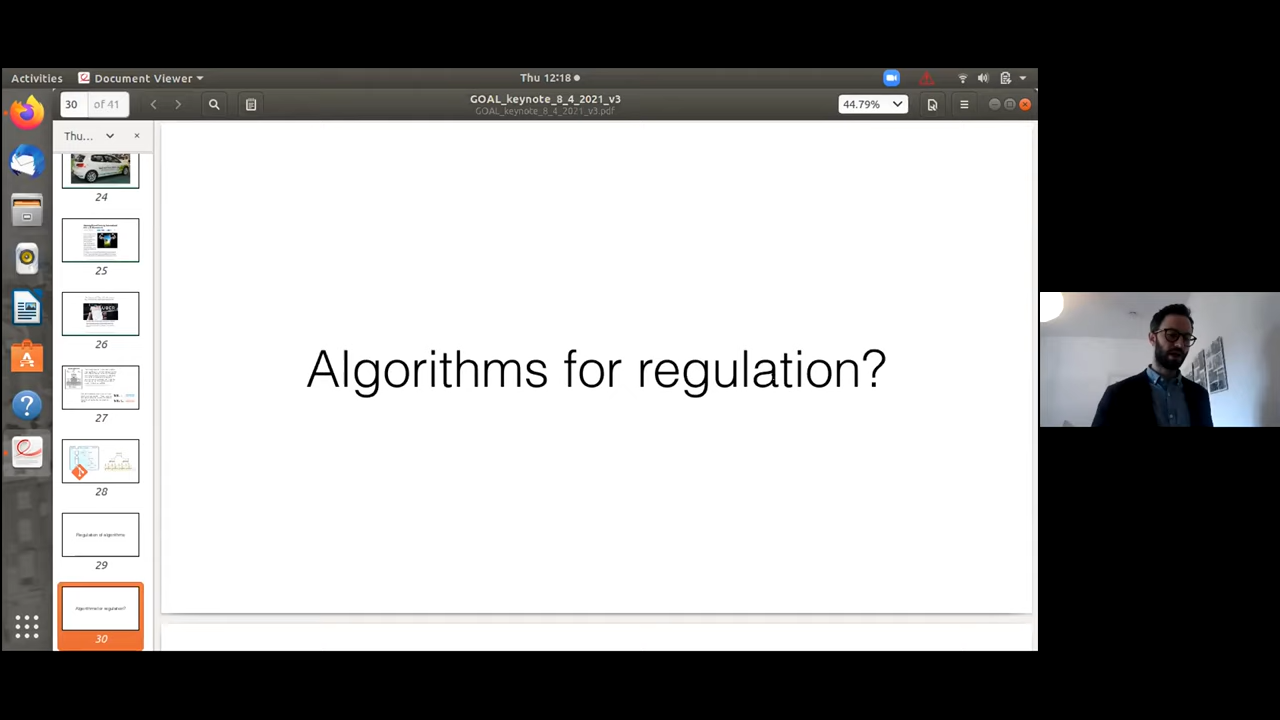 Activities
Document Viewer
Thu 12:18
30 of 41
GOAL_keynote_8_4_2021_v3
GOAL_keynote_8_4_2021_v3.pdf
44.79%
Thu...
24
25
26
27
28
Regulation of algorithms
29
Algorithms for regulation?
30
Algorithms for regulation?